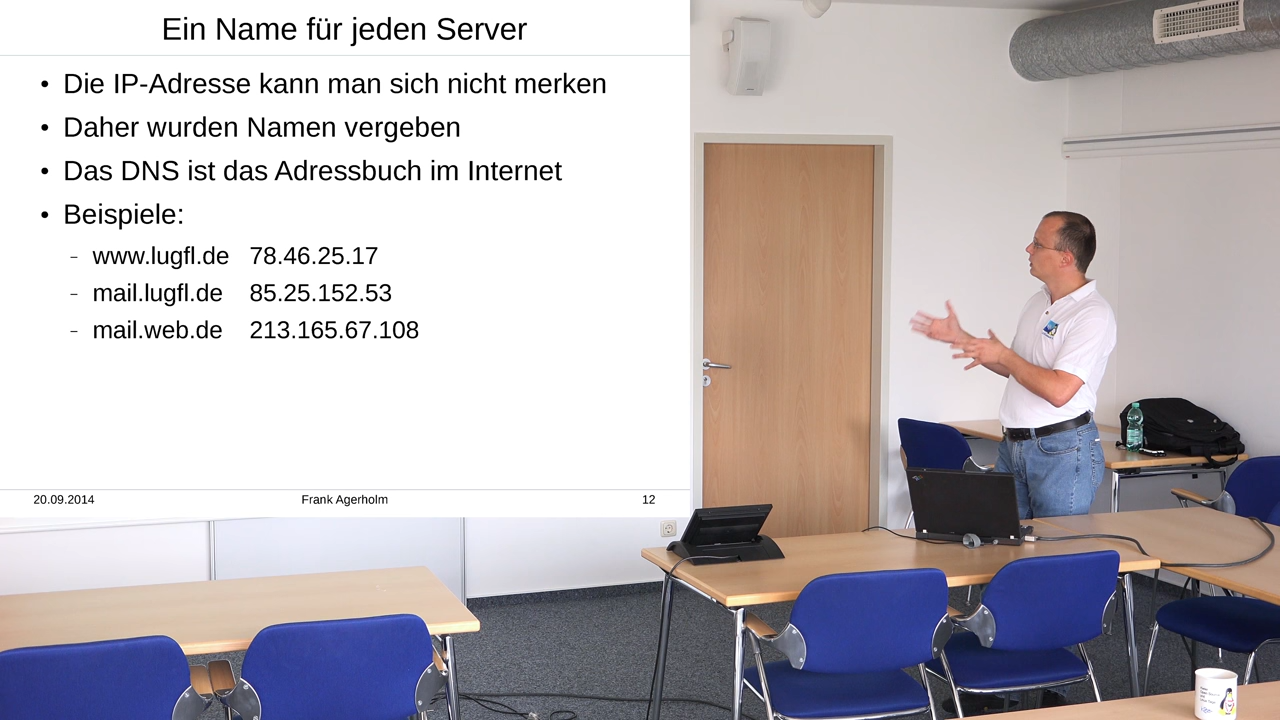 Ein Name für jeden Server
• Die IP-Adresse kann man sich nicht merken
• Daher wurden Namen vergeben
• Das DNS ist das Adressbuch im Internet
• Beispiele:
– www.lugfl.de 78.46.25.17
– mail.lugfl.de 85.25.152.53
– mail.web.de 213.165.67.108
20.09.2014 Frank Agerholm 12